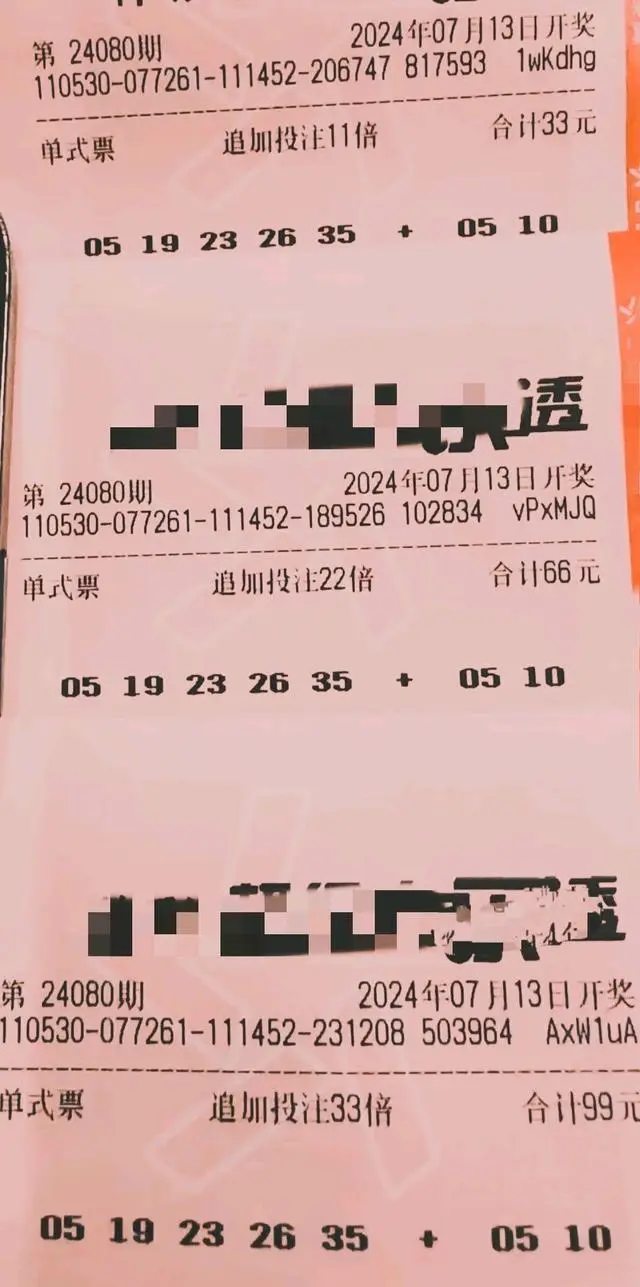 第 24080期 2024年07月13日开奖
110530-077261-111452-206747 817593 1wKdhg
单式票 追加投注11倍 合计33元
05 19 23 26 35 + 05 10
透
第 24080期 2024年07月13日开奖
110530-077261-111452-189526 102834 vPxMJQ
单式票 追加投注22倍 合计66元
05 19 23 26 35 + 05 10
透
第 24080期 2024年07月13日开奖
110530-077261-111452-231208 503964 AxW1uA
单式票 追加投注33倍 合计99元
05 19 23 26 35 + 05 10